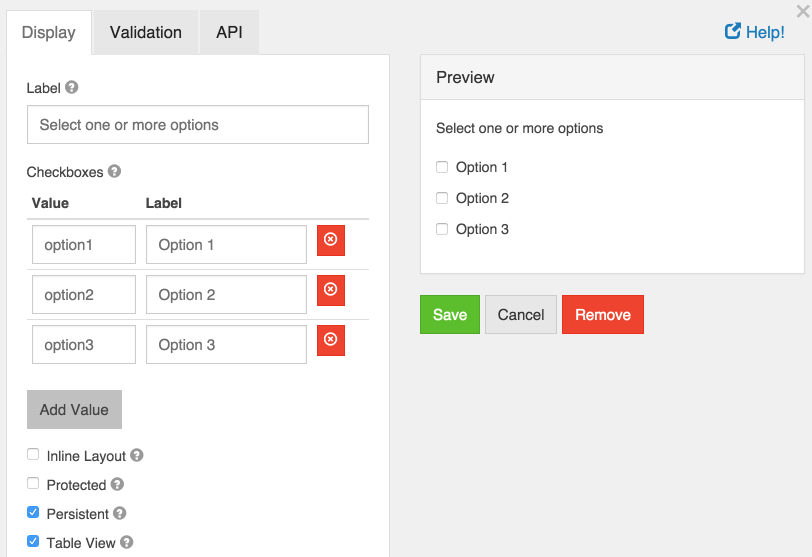 Display Validation API
Help!
Label
Select one or more options
Checkboxes
Value Label
option1 Option 1
option2 Option 2
option3 Option 3
Add Value
Inline Layout
Protected
Persistent
Table View
Preview
Select one or more options
Option 1
Option 2
Option 3
Save Cancel Remove